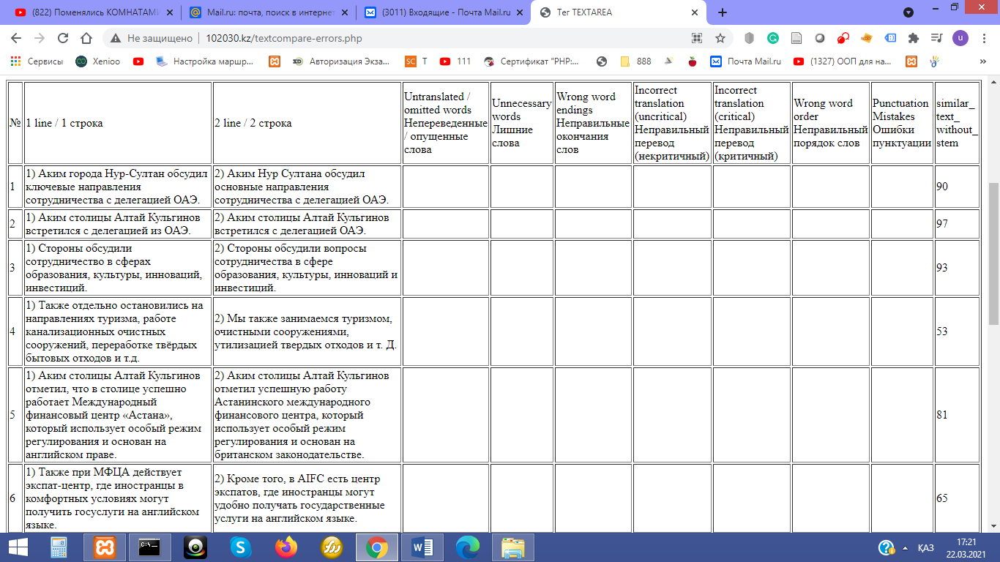 (822) Поменялись КОМНАТАМ
Mail.ru: почта, поиск в интернет
(3011) Входящие - Почта Mail.ru
Тег TEXTAREA
Не защищено
102030.kz/textcompare-errors.php
u
Сервисы
Xenioo
Настройка маршр...
Авторизация Экза...
SC T
111
Сертификат "PHP:...
888
Почта Mail.ru
(1327) ООП для на...
»
№
1 line / 1 строка
2 line / 2 строка
Untranslated /
omitted words
Непереведенные
/ опущенные
слова
Unnecessary
words
Лишние
слова
Wrong word
endings
Неправильные
окончания
слов
Incorrect
translation
(uncritical)
Неправильный
перевод
(некритичный)
Incorrect
translation
(critical)
Неправильный
перевод
(критичный)
Wrong word
order
Неправильный
порядок слов
Punctuation
Mistakes
Ошибки
пунктуации
similar_
text_
without_
stem
1
1) Аким города Нур-Султан обсудил
ключевые направления
сотрудничества с делегацией ОАЭ.
2) Аким Нур Султана обсудил
основные направления
сотрудничества с делегацией ОАЭ.
90
2
1) Аким столицы Алтай Кульгинов
встретился с делегацией из ОАЭ.
2) Аким столицы Алтай Кульгинов
встретился с делегацией ОАЭ.
97
3
1) Стороны обсудили
сотрудничество в сферах
образования, культуры, инноваций,
инвестиций.
2) Стороны обсудили вопросы
сотрудничества в сфере
образования, культуры, инноваций и
инвестиций.
93
4
1) Также отдельно остановились на
направлениях туризма, работе
канализационных очистных
сооружений, переработке твёрдых
бытовых отходов и т.д.
2) Мы также занимаемся туризмом,
очистными сооружениями,
утилизацией твердых отходов и т. Д.
53
5
1) Аким столицы Алтай Кульгинов
отметил, что в столице успешно
работает Международный
финансовый центр «Астана»,
который использует особый режим
регулирования и основан на
английском праве.
2) Аким столицы Алтай Кульгинов
отметил успешную работу
Астанинского международного
финансового центра, который
использует особый режим
регулирования и основан на
британском законодательстве.
81
6
1) Также при МФЦА действует
экспат-центр, где иностранцы в
комфортных условиях могут
получить госуслуги на английском
языке.
2) Кроме того, в AIFC есть центр
экспатов, где иностранцы могут
удобно получать государственные
услуги на английском языке.
65
ҚАЗ
17:21
22.03.2021